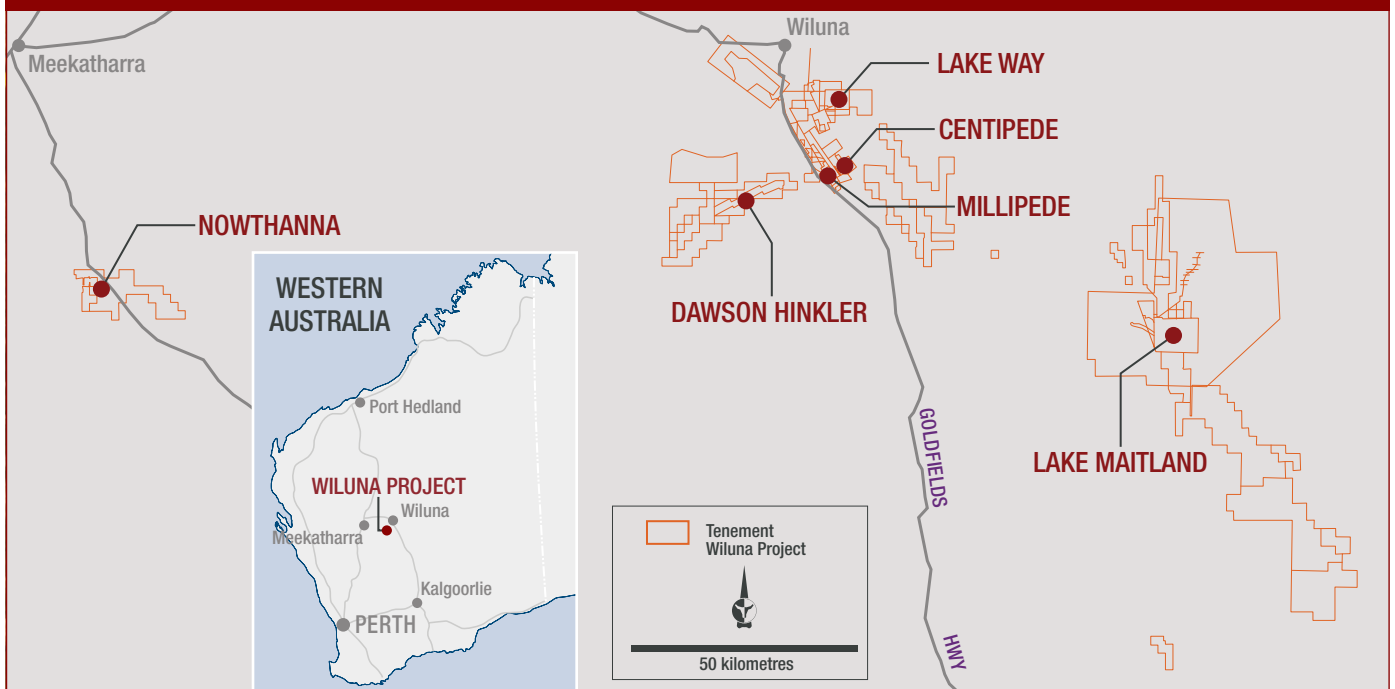 Wiluna
Meekatharra
LAKE WAY
CENTIPEDE
MILLIPEDE
NOWTHANNA
DAWSON HINKLER
LAKE MAITLAND
GOLDFIELDS
HWY
WESTERN
AUSTRALIA
Port Hedland
WILUNA PROJECT
Wiluna
Meekatharra
Kalgoorlie
PERTH
Tenement
Wiluna Project
50 kilometres